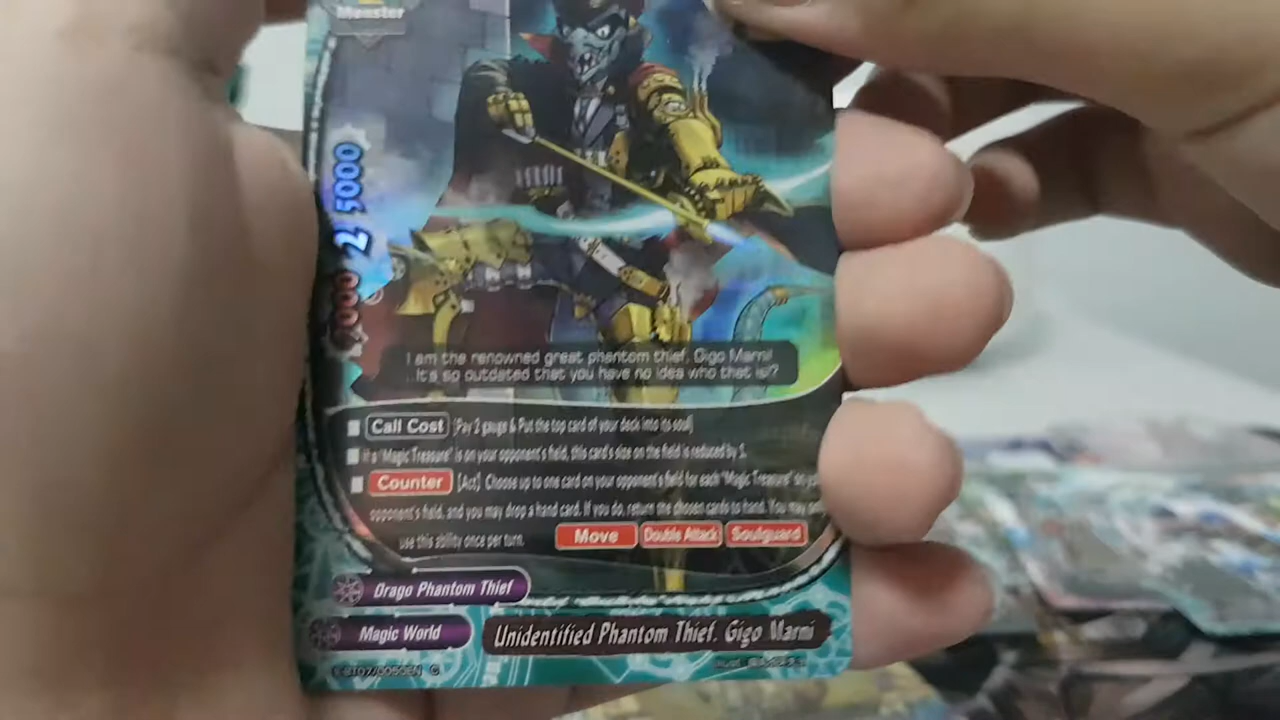 Monster
5000
2
I am the renowned great phantom thief, Gigo Marmi!
It's so outdated that you have no idea who that is!?
Call Cost [Pay 2 gauge & Put the top card of your deck into its soul]
If a "Magic Treasure" is on your opponent's field, this card's size on the field is reduced by 5.
Counter [Act] Choose up to one card on your opponent's field for each "Magic Treasure" on
opponent's field, and you may drop a hand card. If you do, return the chosen cards to hand. You may
use this ability once per turn. Move Double Attack Soulguard
Drago Phantom Thief
Magic World
Unidentified Phantom Thief, Gigo Marmi